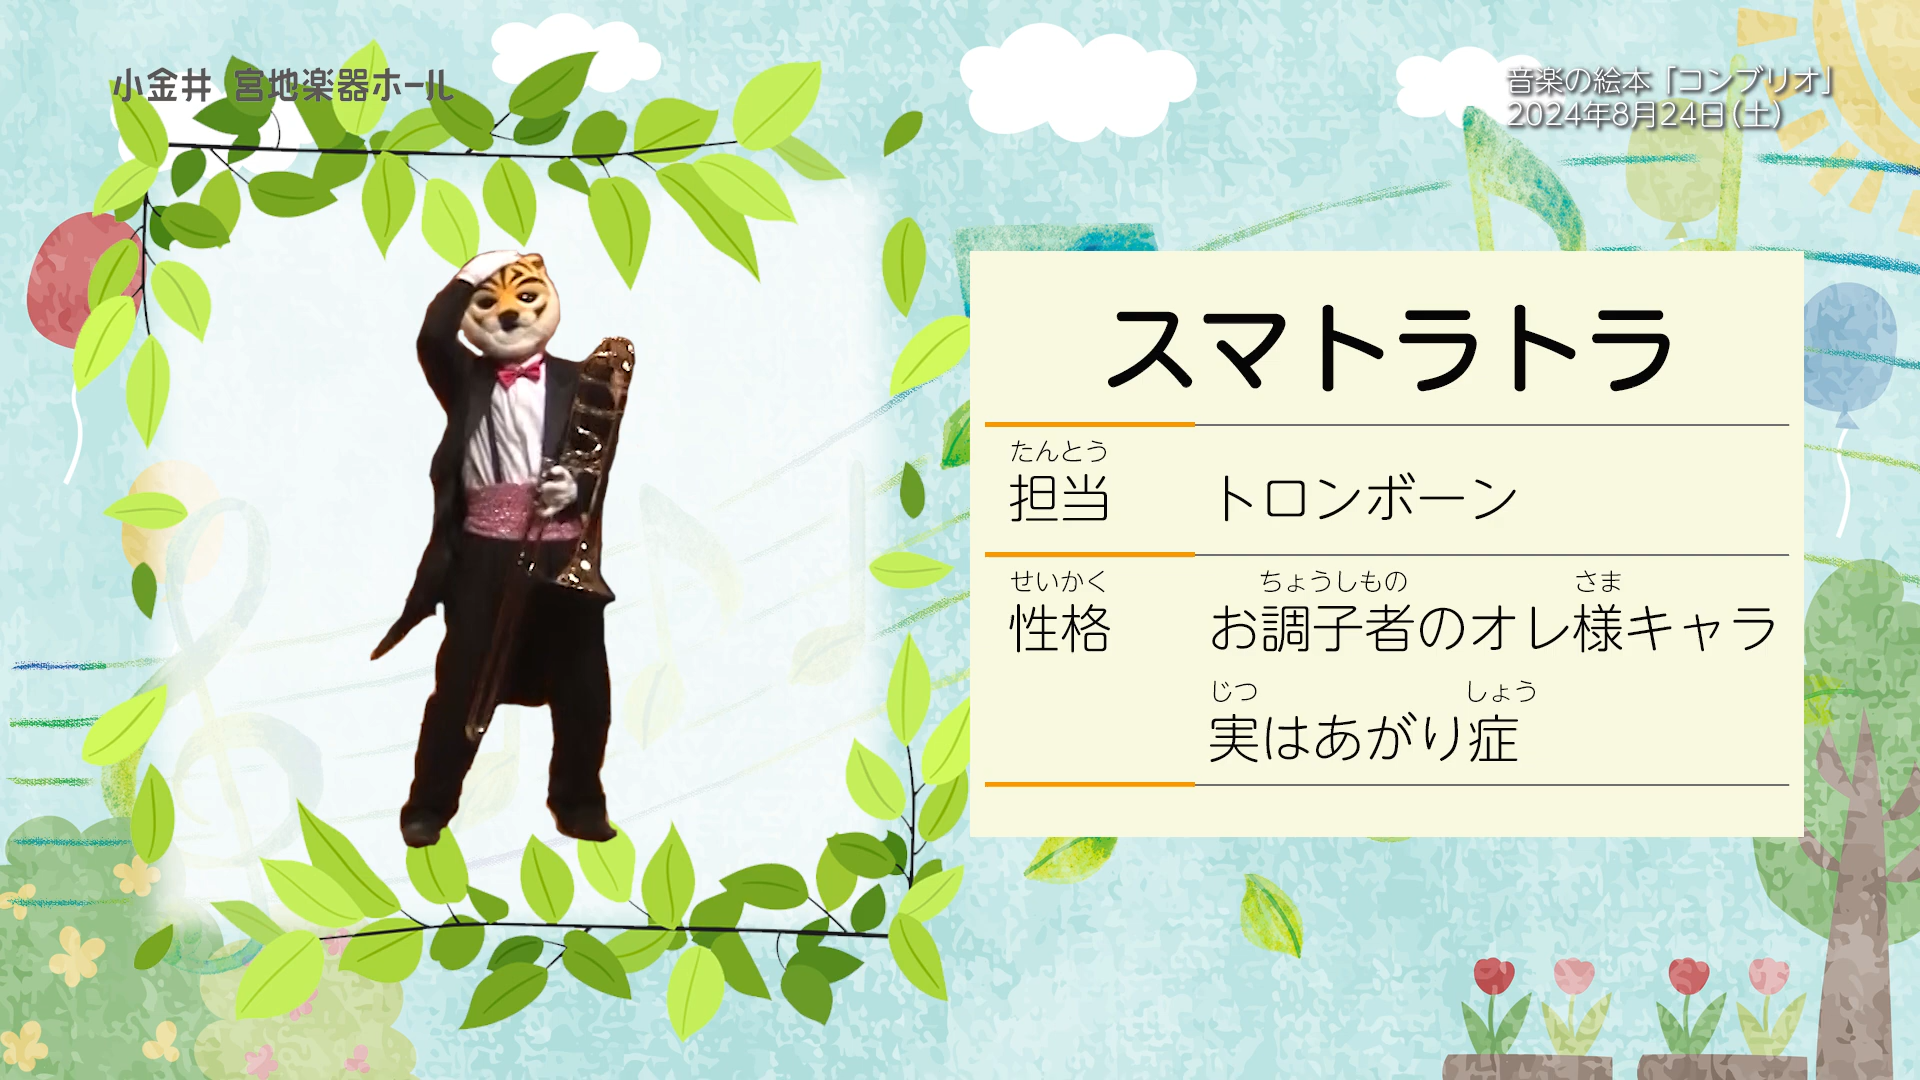 小金井 宮地楽器ホール
音楽の絵本「コンブリオ」
2024年8月24日(土)
スマトラトラ
たんとう
担当 トロンボーン
せいかく ちょうしもの さま
性格 お調子者のオレ様キャラ
じつ しょう
実はあがり症